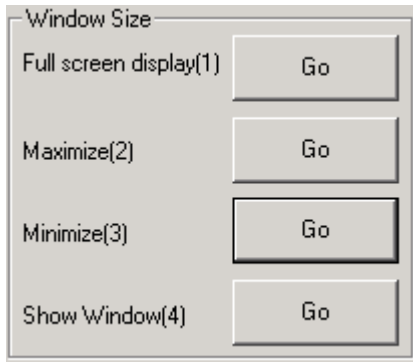 Window Size
Full screen display(1) Go
Maximize(2) Go
Minimize(3) Go
Show Window(4) Go